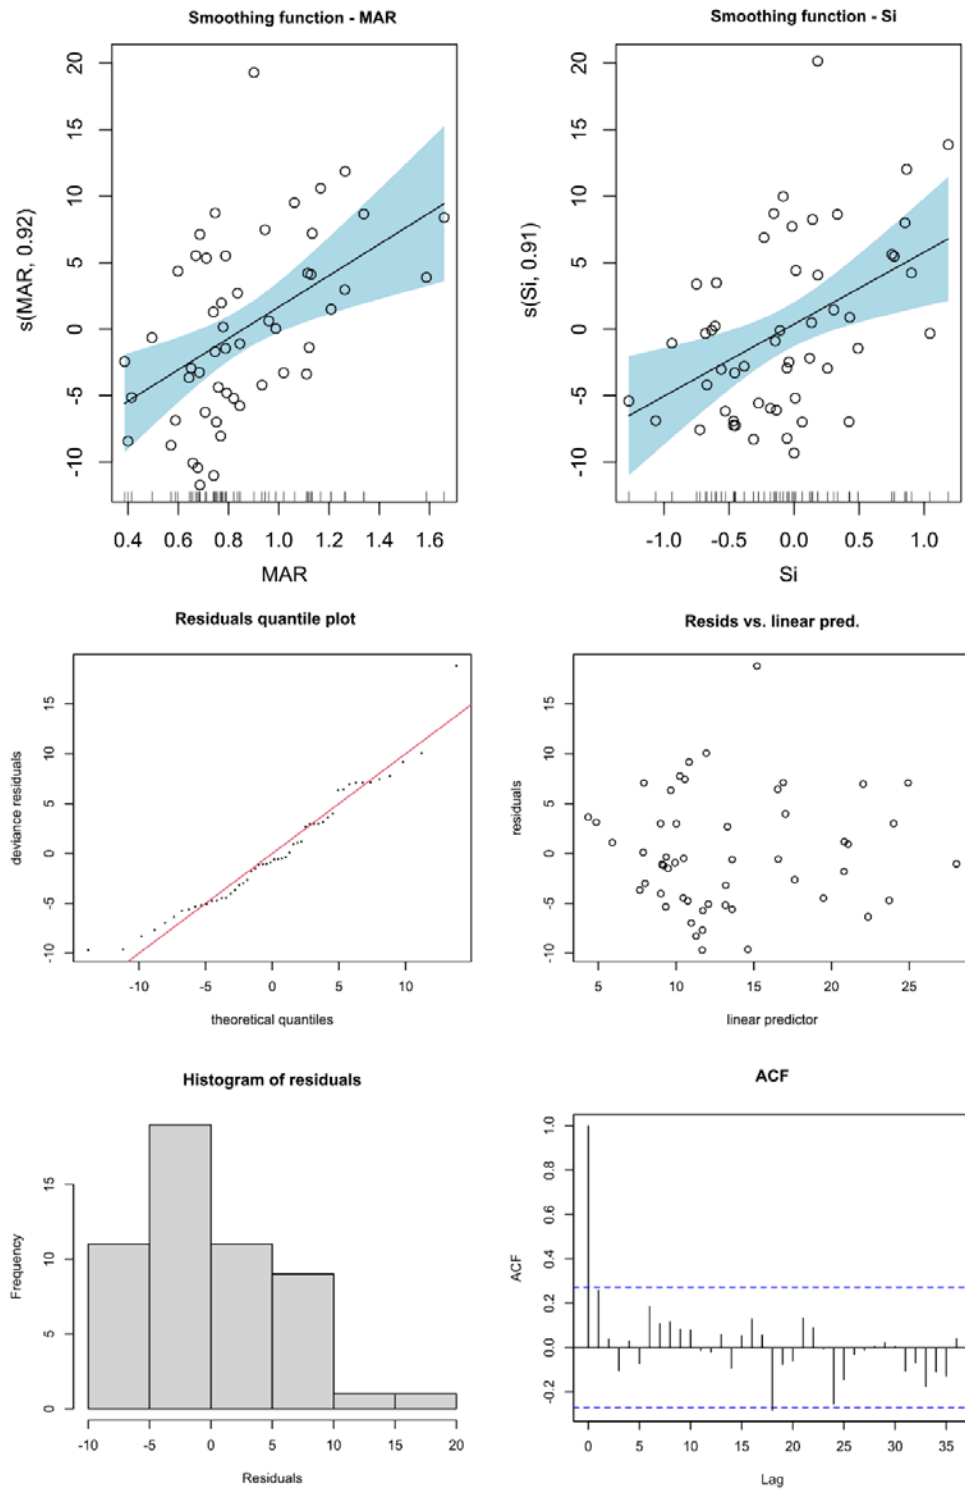 Smoothing function - MAR
s(MAR, 0.92)
20
15
10
5
0
-5
-10
0.4 0.6 0.8 1.0 1.2 1.4 1.6
MAR
Smoothing function - Si
s(Si, 0.91)
20
15
10
5
0
-5
-10
-1.0 -0.5 0.0 0.5 1.0
Si
Residuals quantile plot
deviance residuals
15
10
5
0
-5
-10
-10 -5 0 5 10
theoretical quantiles
Resids vs. linear pred.
residuals
15
10
5
0
-5
-10
5 10 15 20 25
linear predictor
Histogram of residuals
Frequency
15
10
5
0
-10 -5 0 5 10 15 20
Residuals
ACF
ACF
1.0
0.8
0.6
0.4
0.2
0.0
-0.2
0 5 10 15 20 25 30 35
Lag